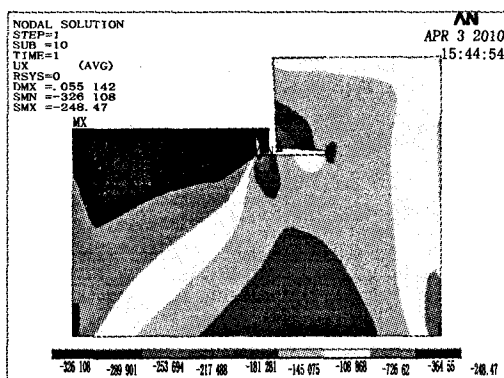 NODAL SOLUTION
STEP=1
SUB =10
TIME=1
UX (AVG)
RSYS=0
DMX =.055 142
SMN =-326 108
SMX =-248.47
AN
APR 3 2010
15:44:54
MX
-326 108 -289 901 -253 694 -217 488 -181 281 -145 075 -108 868 -726 62 -364 55 -248.47